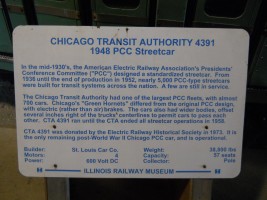 CHICAGO TRANSIT AUTHORITY 4391
1948 PCC Streetcar
In the mid-1930's, the American Electric Railway Association's Presidents'
Conference Committee ("PCC") designed a standardized streetcar. From
1936 until the end of production in 1952, nearly 5,000 PCC-type streetcars
were built for transit systems across the nation. A few are still in service.
The Chicago Transit Authority had one of the largest PCC fleets, with almost
700 cars. Chicago's "Green Hornets" differed from the original PCC design,
with electric (rather than air) brakes. The cars also had wider bodies, offset
several inches right of the trucks' centerlines to permit cars to pass each
other. CTA 4391 ran until the CTA ended all streetcar operations in 1958.
CTA 4391 was donated by the Electric Railway Historical Society in 1973. It is
the only remaining post-World War II Chicago PCC car, and is operational.
Builder: St. Louis Car Co. Weight: 38,500 lbs
Motors: 4 Capacity: 57 seats
Power: 600 Volt DC Collector: Pole
ILLINOIS RAILWAY MUSEUM